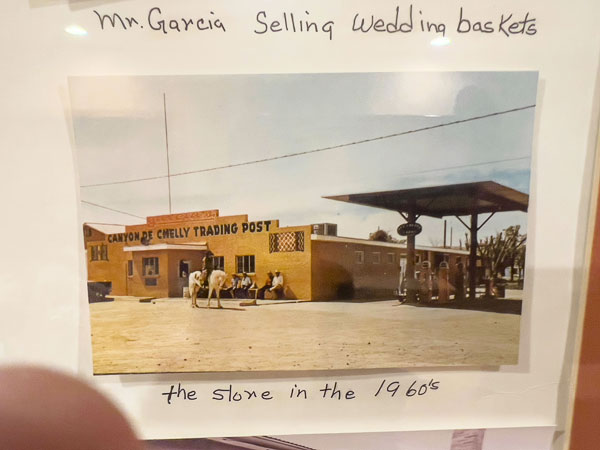 Mr. Garcia Selling Wedding baskets
CANYON DE CHELLY TRADING POST
the store in the 1960's